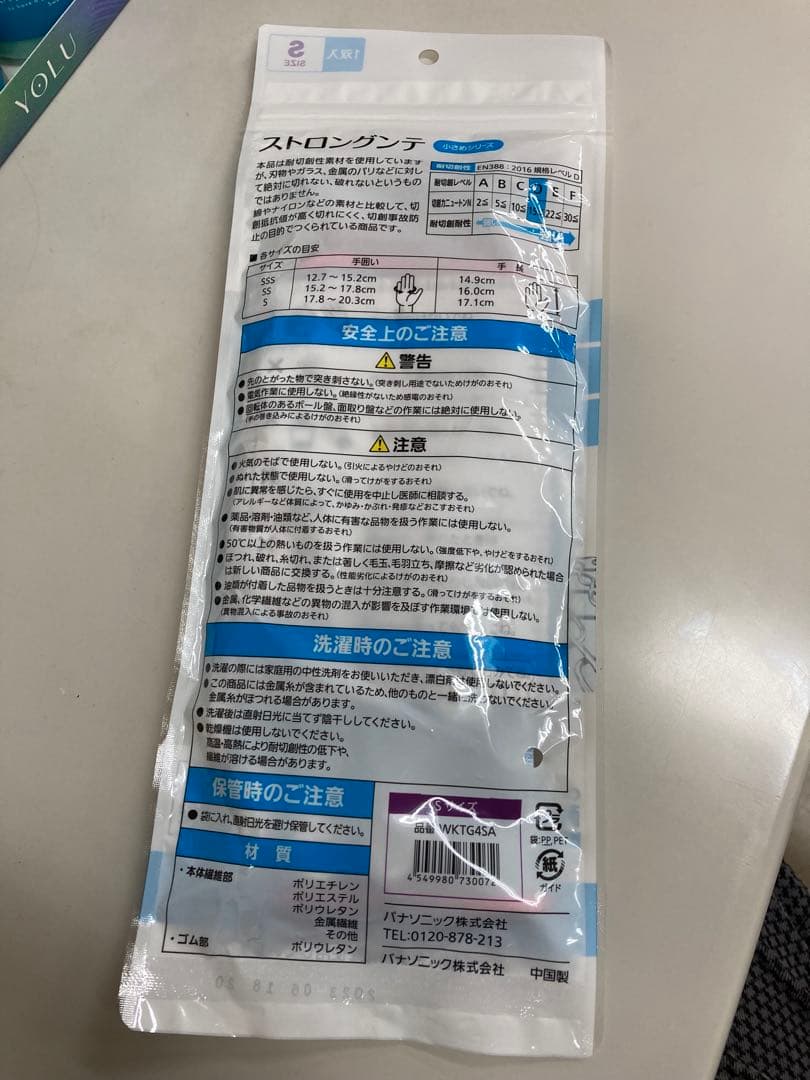 YOLU
S
SIZE
1双入
ストロングンテ 小さめシリーズ
本品は耐切創性素材を使用しています
が、刃物やガラス、金属のバリなどに対し
て絶対に切れない、破れないというもの
ではありません。
綿やナイロンなどの素材と比較して、切
創抵抗値が高く切れにくく、切創事故防
止の目的でつくられている商品です。
耐切創性 EN388：2016 規格レベル D
耐切創レベル A B C D E F
切創力ニュートンN 2≦ 5≦ 10≦ 15≦ 22≦ 30≦
切創耐性
■ 各サイズの目安
サイズ 手囲い 手
SSS 12.7～15.2cm 14.9cm
SS 15.2～17.8cm 16.0cm
S 17.8～20.3cm 17.1cm
安全上のご注意
警告
● 先のとがった物で突き刺さない。(突き刺し用途でないためけがのおそれ)
● 電気作業に使用しない。(絶縁性がないため感電のおそれ)
● 回転体のあるボール盤、面取り盤などの作業には絶対に使用しない。
(手の巻き込みによるけがのおそれ)
注意
● 火気のそばで使用しない。(引火によるやけどのおそれ)
● ぬれた状態で使用しない。(滑ってけがをするおそれ)
● 肌に異常を感じたら、すぐに使用を中止し医師に相談する。
(アレルギーなど体質によって、かゆみ・かぶれ・発疹などおこすおそれ)
● 薬品・溶剤・油類など、人体に有害な品物を扱う作業には使用しない。
(有害物質が人体に付着するおそれ)
● 50℃以上の熱いものを扱う作業には使用しない。(強度低下や、やけどをするおそれ)
● ほつれ、破れ、糸切れ、または著しく毛玉、毛羽立ち、摩擦など劣化が認められた場合
は新しい商品に交換する。(性能劣化によるけがのおそれ)
● 油類が付着した品物を扱うときは十分注意する。(滑ってけがをするおそれ)
● 金属、化学繊維などの異物の混入が影響を及ぼす作業環境では使用しない。
(異物混入による事故のおそれ)
洗濯時のご注意
● 洗濯の際には家庭用の中性洗剤をお使いいただき、漂白剤は使用しないでください。
● この商品には金属糸が含まれているため、他のものと一緒に洗わないでください。
金属糸がほつれる場合があります。
● 洗濯後は直射日光に当てず陰干ししてください。
● 乾燥機は使用しないでください。
高温・高熱により耐切創性の低下や、
繊維が溶ける場合があります。
保管時のご注意
● 袋に入れ、直射日光を避け保管してください。
材質
・本体繊維部
ポリエチレン
ポリエステル
ポリウレタン
金属繊維
その他
・ゴム部 ポリウレタン
Sサイズ
品番 WKTG4SA
4 549980 730072
プラ
袋:PP,PET
紙
ガイド
パナソニック株式会社
TEL:0120-878-213
パナソニック株式会社 中国製
2023 06 18 20